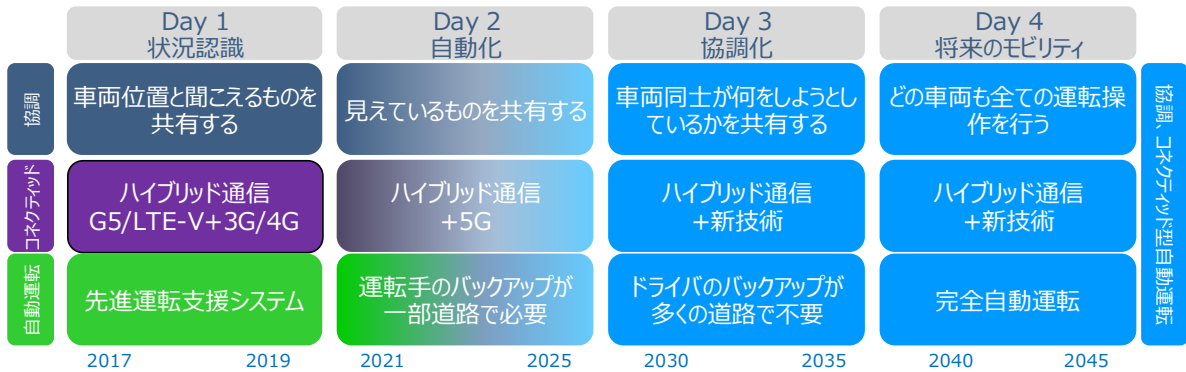 Day 1
状況認識
Day 2
自動化
Day 3
協調化
Day 4
将来のモビリティ
協調
車両位置と聞こえるものを
共有する
見えているものを共有する
車両同士が何をしようとし
ているかを共有する
どの車両も全ての運転操
作を行う
コネクティッド
ハイブリッド通信
G5/LTE-V+3G/4G
ハイブリッド通信
+5G
ハイブリッド通信
+新技術
ハイブリッド通信
+新技術
自動運転
先進運転支援システム
運転手のバックアップが
一部道路で必要
ドライバのバックアップが
多くの道路で不要
完全自動運転
協調、コネクティッド型自動運転
2017
2019
2021
2025
2030
2035
2040
2045